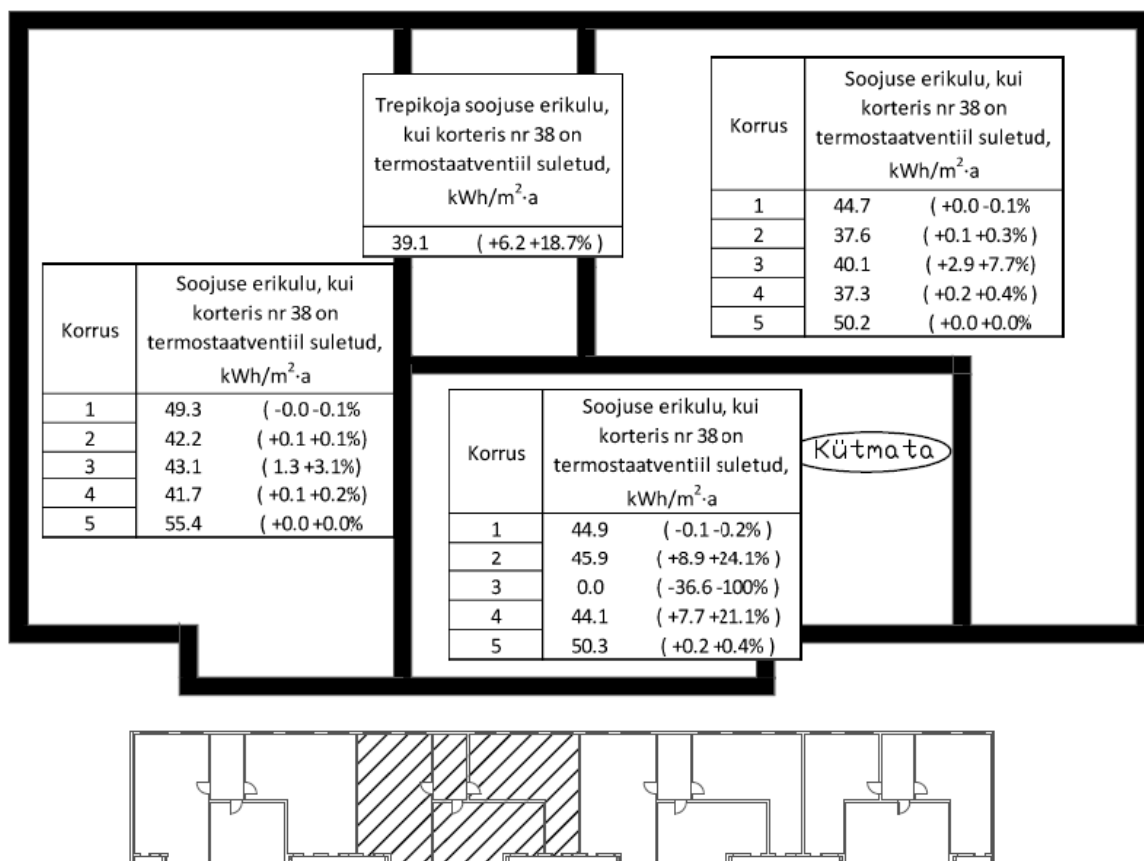 Trepikoja soojuse erikulu,
kui korteris nr 38 on
termostaatventiil suletud,
kWh/m²·a
39.1 ( +6.2 +18.7% )
Korrus
Soojuse erikulu, kui
korteris nr 38 on
termostaatventiil suletud,
kWh/m²·a
1 44.7 ( +0.0 -0.1%
2 37.6 ( +0.1 +0.3%)
3 40.1 ( +2.9 +7.7%)
4 37.3 ( +0.2 +0.4%)
5 50.2 ( +0.0 +0.0%
Korrus
Soojuse erikulu, kui
korteris nr 38 on
termostaatventiil suletud,
kWh/m²·a
1 49.3 ( -0.0 -0.1%
2 42.2 ( +0.1 +0.1%)
3 43.1 ( 1.3 +3.1%)
4 41.7 ( +0.1 +0.2%)
5 55.4 ( +0.0 +0.0%
Korrus
Soojuse erikulu, kui
korteris nr 38 on
termostaatventiil suletud,
kWh/m²·a
1 44.9 ( -0.1 -0.2% )
2 45.9 ( +8.9 +24.1% )
3 0.0 ( -36.6 -100% )
4 44.1 ( +7.7 +21.1% )
5 50.3 ( +0.2 +0.4% )
Kütmata